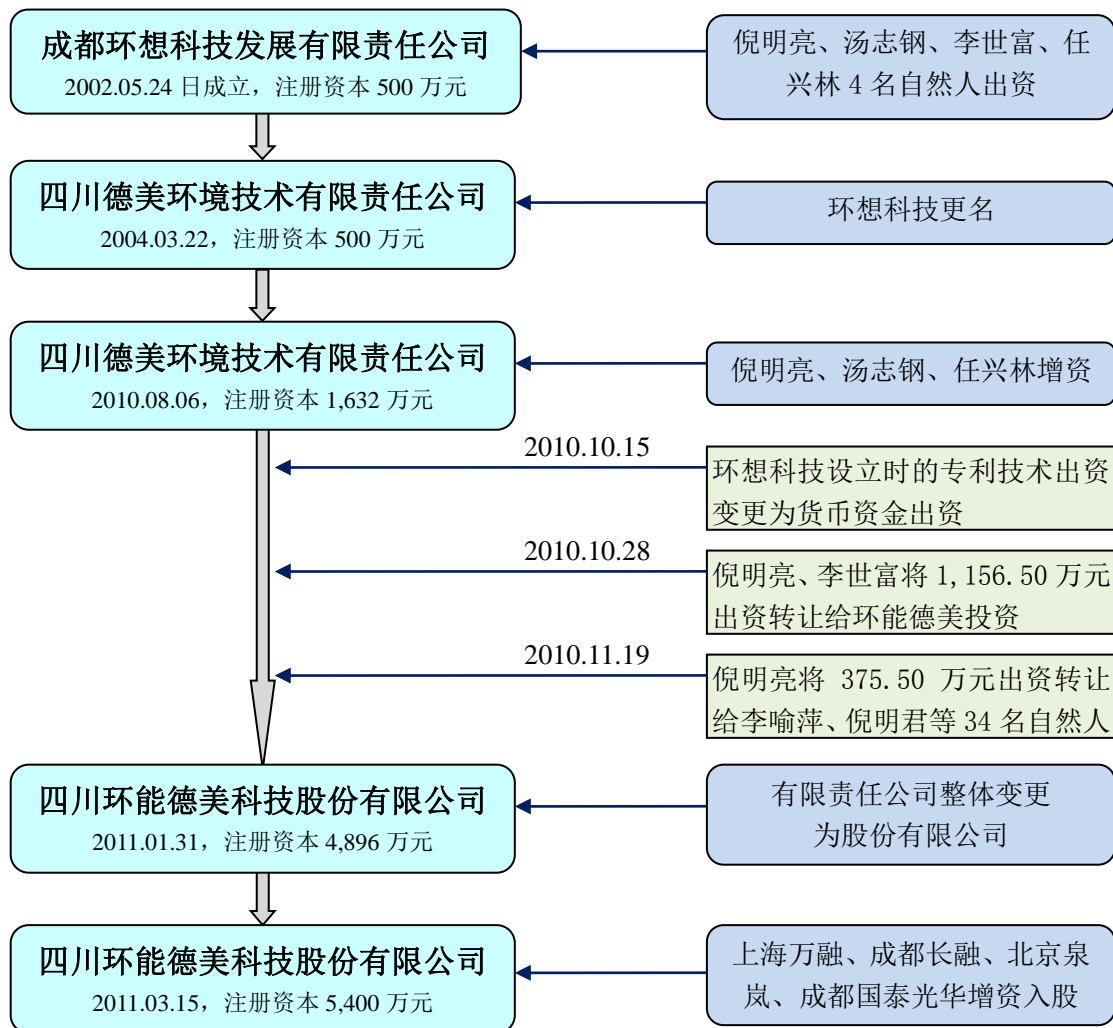 成都环想科技发展有限责任公司
2002.05.24 日成立，注册资本 500 万元
倪明亮、汤志钢、李世富、任
兴林 4 名自然人出资
四川德美环境技术有限责任公司
2004.03.22，注册资本 500 万元
环想科技更名
四川德美环境技术有限责任公司
2010.08.06，注册资本 1,632 万元
倪明亮、汤志钢、任兴林增资
2010.10.15
环想科技设立时的专利技术出资
变更为货币资金出资
2010.10.28
倪明亮、李世富将 1,156.50 万元
出资转让给环能德美投资
2010.11.19
倪明亮将 375.50 万元出资转让
给李喻萍、倪明君等 34 名自然人
四川环能德美科技股份有限公司
2011.01.31，注册资本 4,896 万元
有限责任公司整体变更
为股份有限公司
四川环能德美科技股份有限公司
2011.03.15，注册资本 5,400 万元
上海万融、成都长融、北京泉
岚、成都国泰光华增资入股